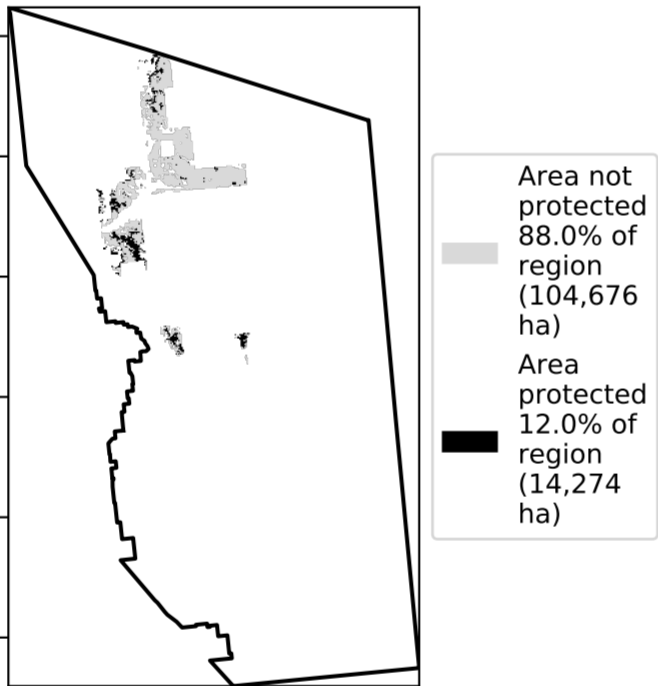 Area not
protected
88.0% of
region
(104,676
ha)
Area
protected
12.0% of
region
(14,274
ha)